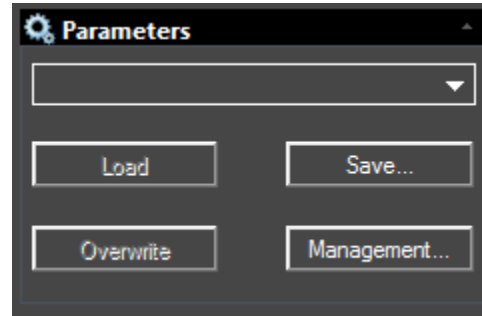 Parameters
Load
Save...
Overwrite
Management...